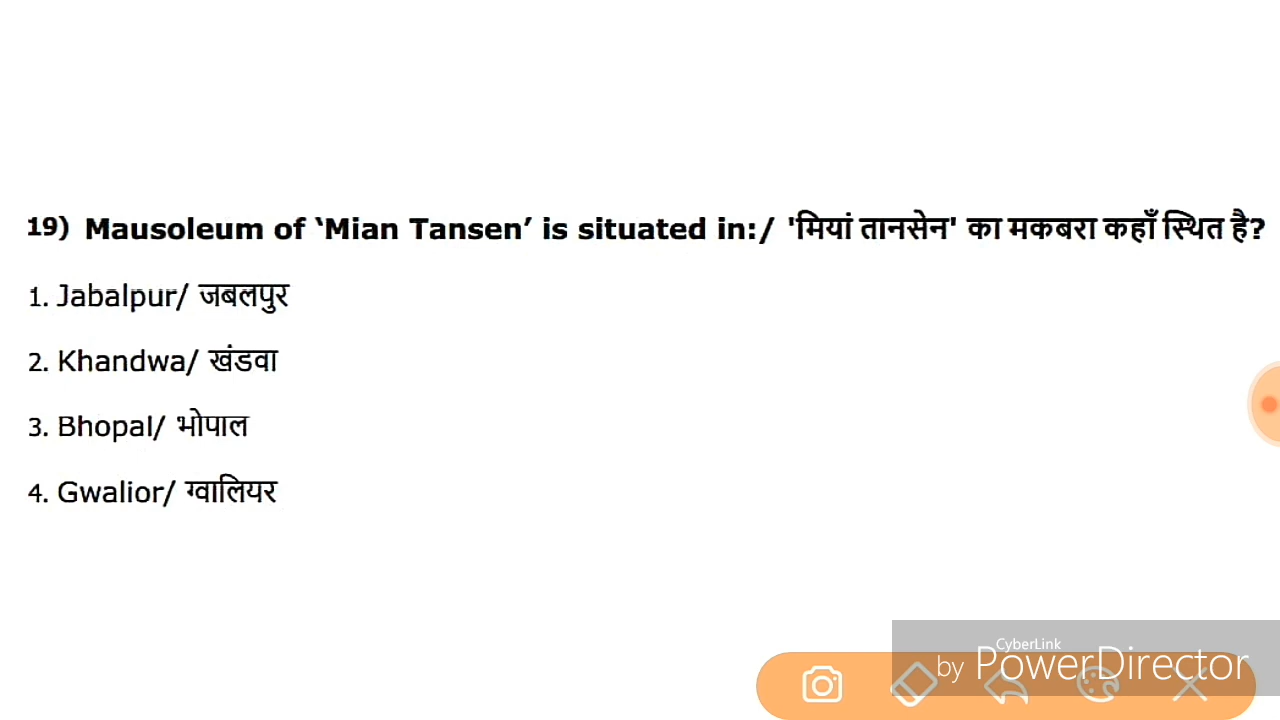 19) Mausoleum of ‘Mian Tansen’ is situated in:/ 'मियां तानसेन' का मकबरा कहाँ स्थित है?
1. Jabalpur/ जबलपुर
2. Khandwa/ खंडवा
3. Bhopal/ भोपाल
4. Gwalior/ ग्वालियर
CyberLink
by PowerDirector